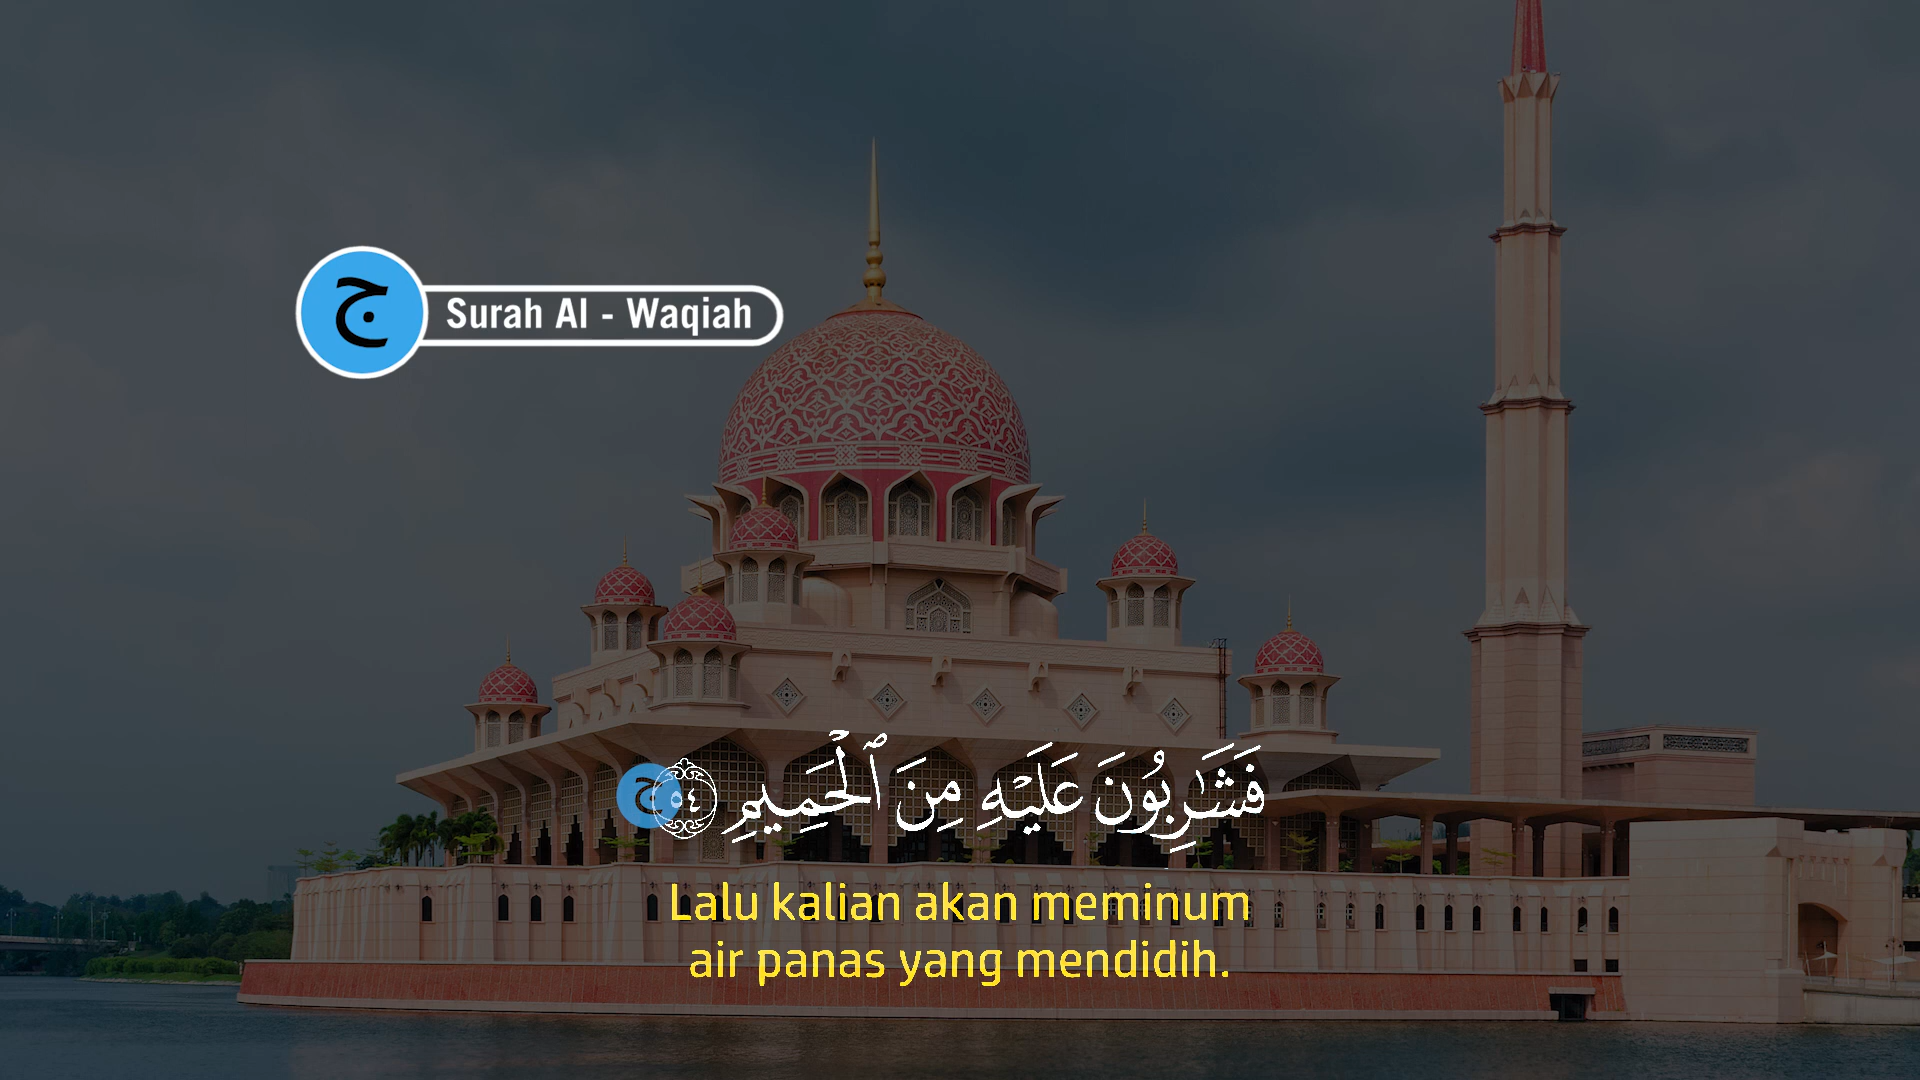 ج
Surah Al - Waqiah
فَشَـٰرِبُونَ عَلَيْهِ مِنَ ٱلْحَمِيمِ ٥٤
ج
Lalu kalian akan meminum
air panas yang mendidih.